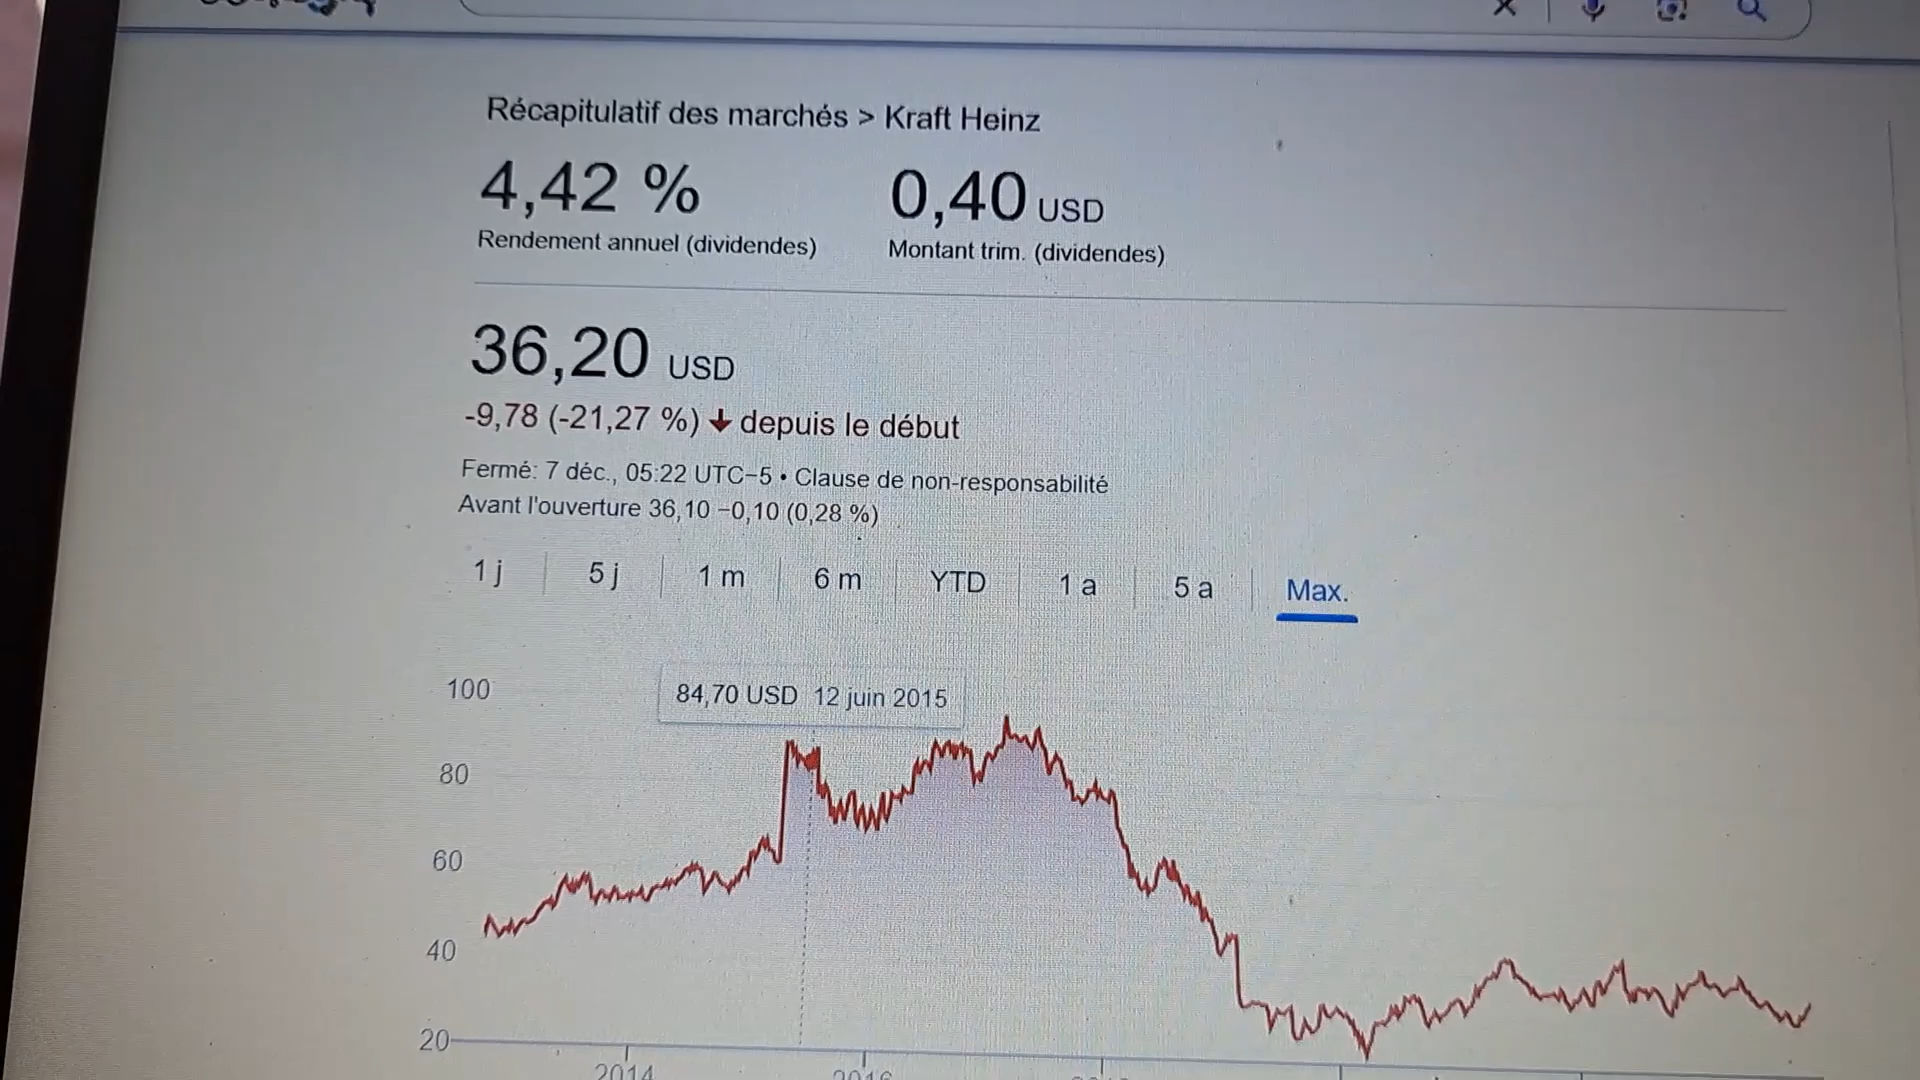 Récapitulatif des marchés > Kraft Heinz
4,42 % 0,40 USD
Rendement annuel (dividendes) Montant trim. (dividendes)
36,20 USD
-9,78 (-21,27 %) ↓ depuis le début
Fermé: 7 déc., 05:22 UTC−5 • Clause de non-responsabilité
Avant l'ouverture 36,10 −0,10 (0,28 %)
1 j 5 j 1 m 6 m YTD 1 a 5 a Max.
84,70 USD 12 juin 2015
100
80
60
40
20
2014 2016